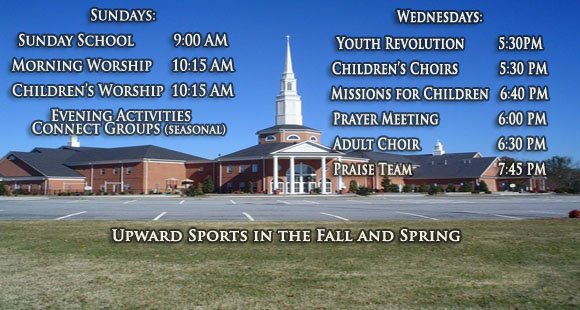 Sundays:
Sunday School 9:00 AM
Morning Worship 10:15 AM
Children's Worship 10:15 AM
Evening Activities
Connect Groups (seasonal)
Wednesdays:
Youth Revolution 5:30PM
Children's Choirs 5:30 PM
Missions for Children 6:40 PM
Prayer Meeting 6:00 PM
Adult Choir 6:30 PM
Praise Team 7:45 PM
Upward Sports in the Fall and Spring